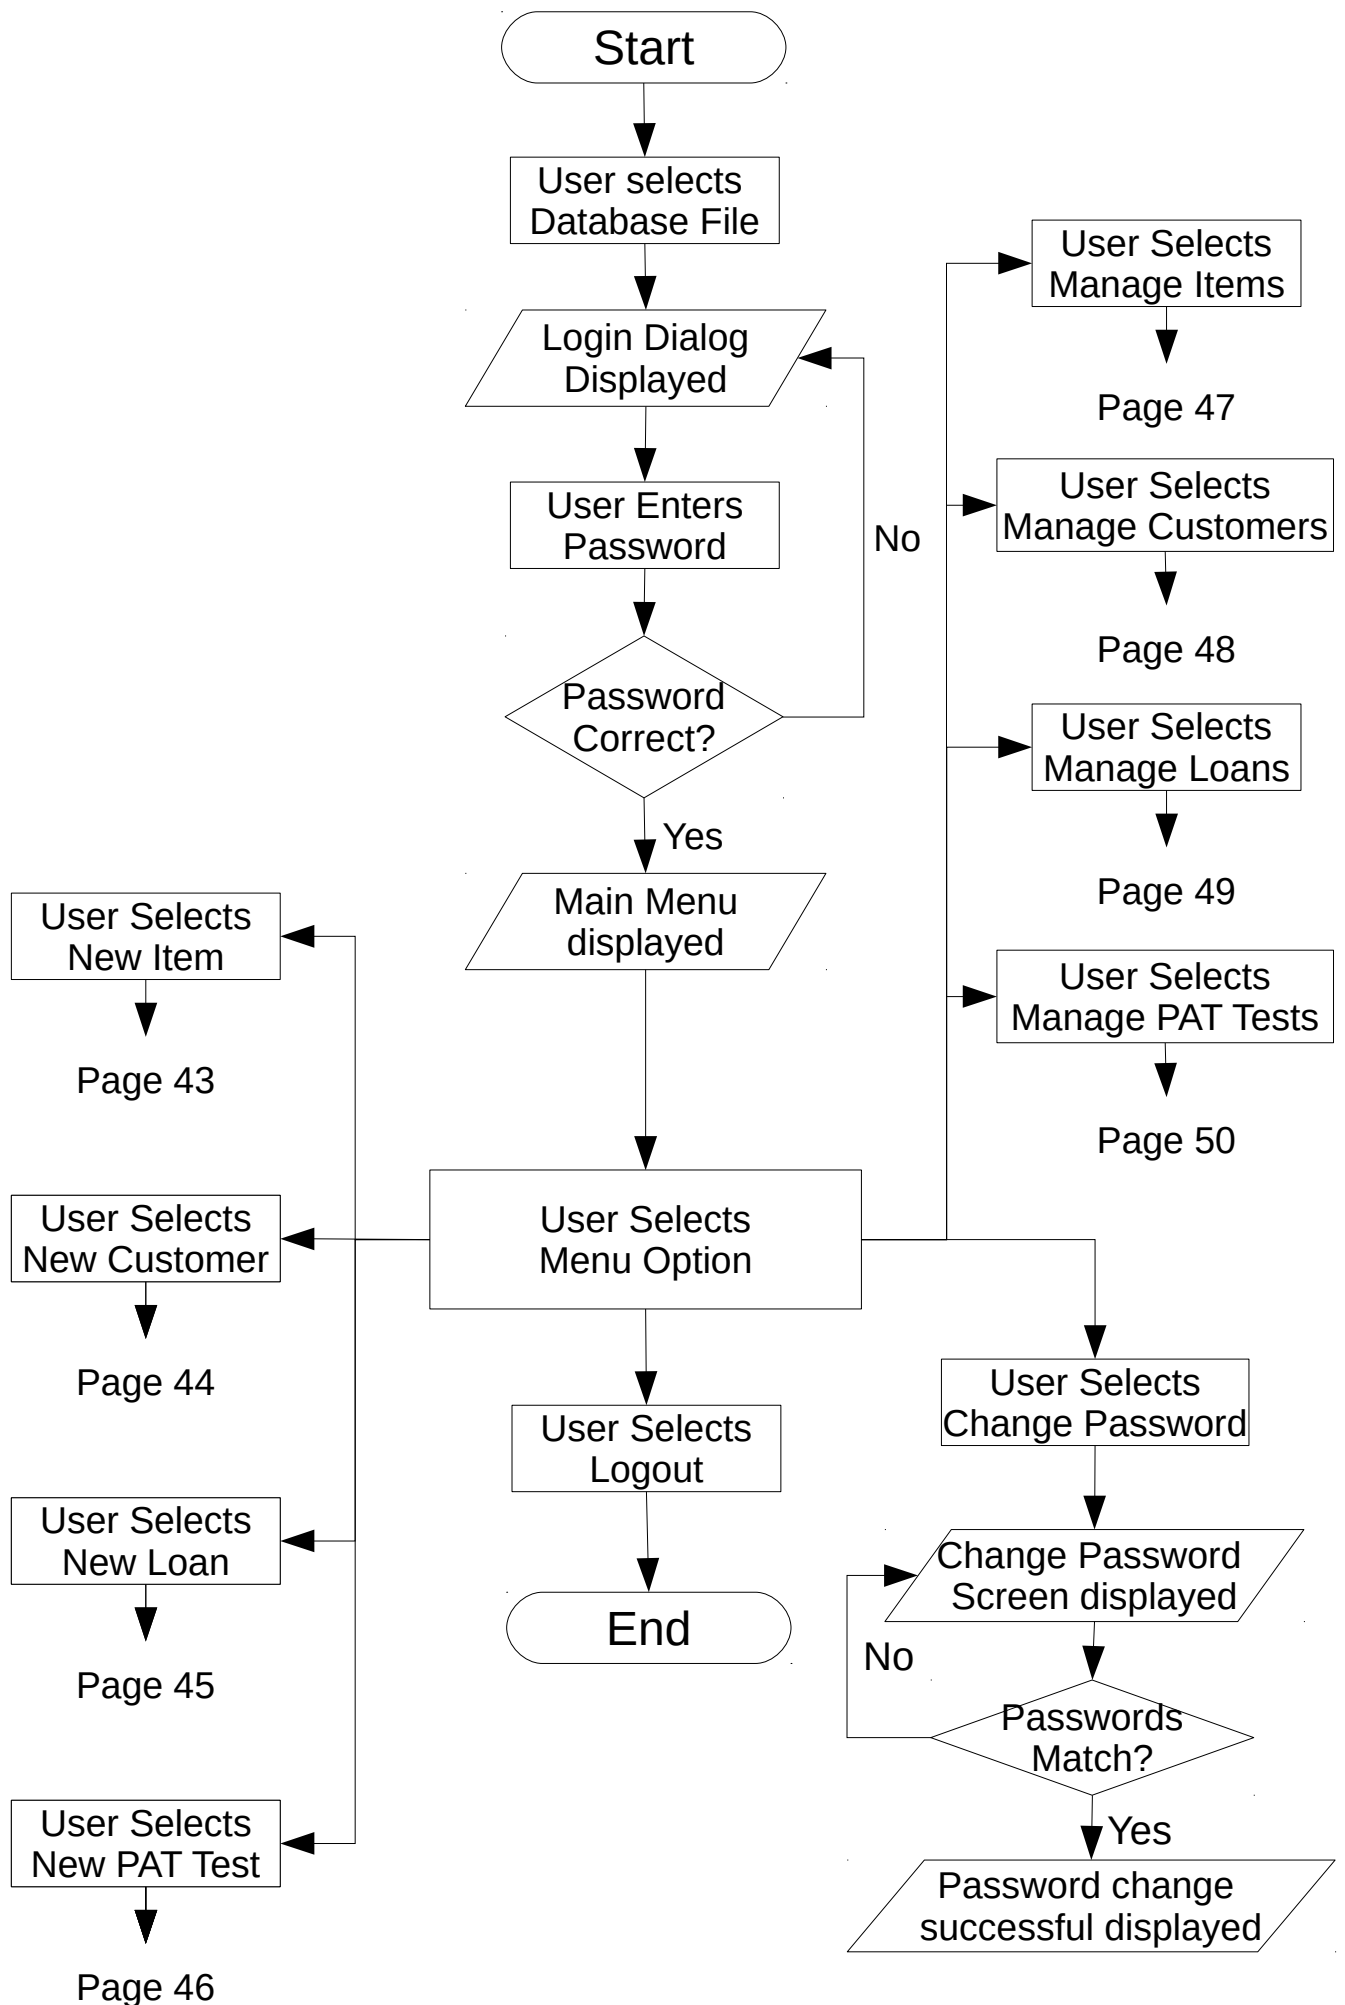 Start
User selects
Database File
Login Dialog
Displayed
User Enters
Password
No
Password
Correct?
Yes
Main Menu
displayed
User Selects
Menu Option
User Selects
Logout
End
User Selects
New Item
Page 43
User Selects
New Customer
Page 44
User Selects
New Loan
Page 45
User Selects
New PAT Test
Page 46
User Selects
Manage Items
Page 47
User Selects
Manage Customers
Page 48
User Selects
Manage Loans
Page 49
User Selects
Manage PAT Tests
Page 50
User Selects
Change Password
Change Password
Screen displayed
No
Passwords
Match?
Yes
Password change
successful displayed